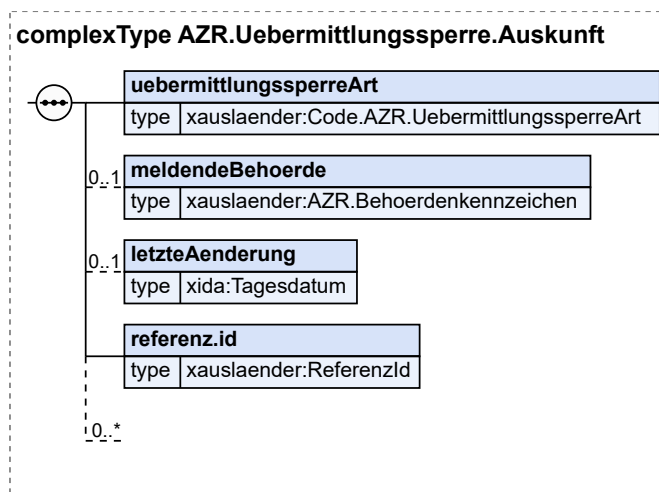 complexType AZR.Uebermittlungssperre.Auskunft
uebermittlungssperreArt
type xauslaender:Code.AZR.UebermittlungssperreArt
0..1
meldendeBehoerde
type xauslaender:AZR.Behoerdenkennzeichen
0..1
letzteAenderung
type xida:Tagesdatum
referenz.id
type xauslaender:ReferenzId
0..*